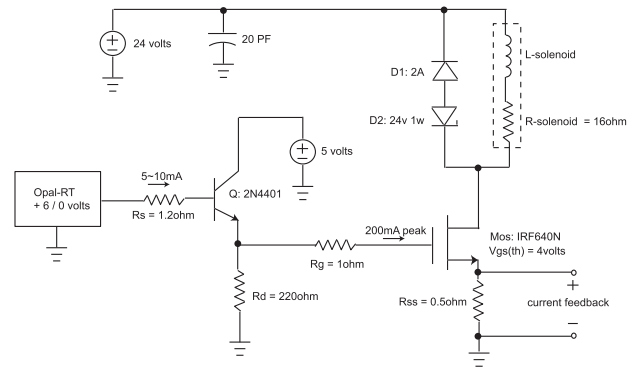 24 volts
20 PF
L-solenoid
D1: 2A
D2: 24v 1w
R-solenoid = 16ohm
5 volts
5~10mA
Q: 2N4401
Opal-RT
+ 6 / 0 volts
Rs = 1.2ohm
200mA peak
Mos: IRF640N
Vgs(th) = 4volts
Rg = 1ohm
Rd = 220ohm
Rss = 0.5ohm
current feedback